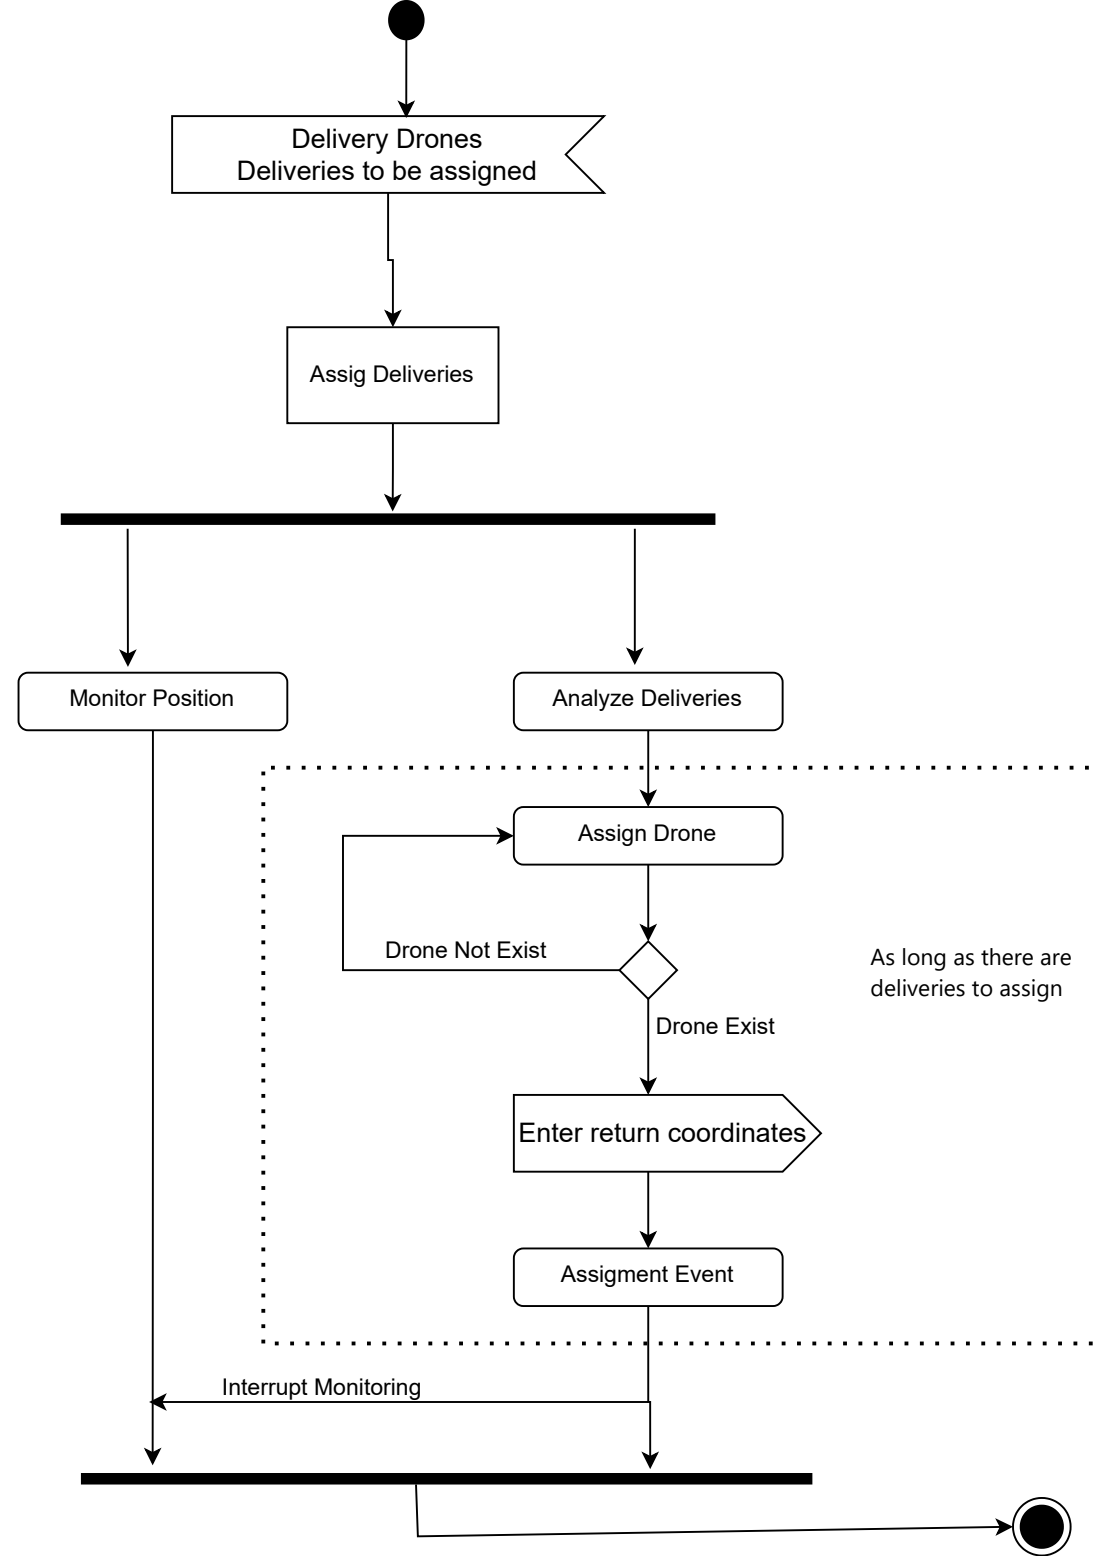 Delivery Drones
Deliveries to be assigned
Assig Deliveries
Monitor Position
Analyze Deliveries
Assign Drone
Drone Not Exist
As long as there are
deliveries to assign
Drone Exist
Enter return coordinates
Assigment Event
Interrupt Monitoring